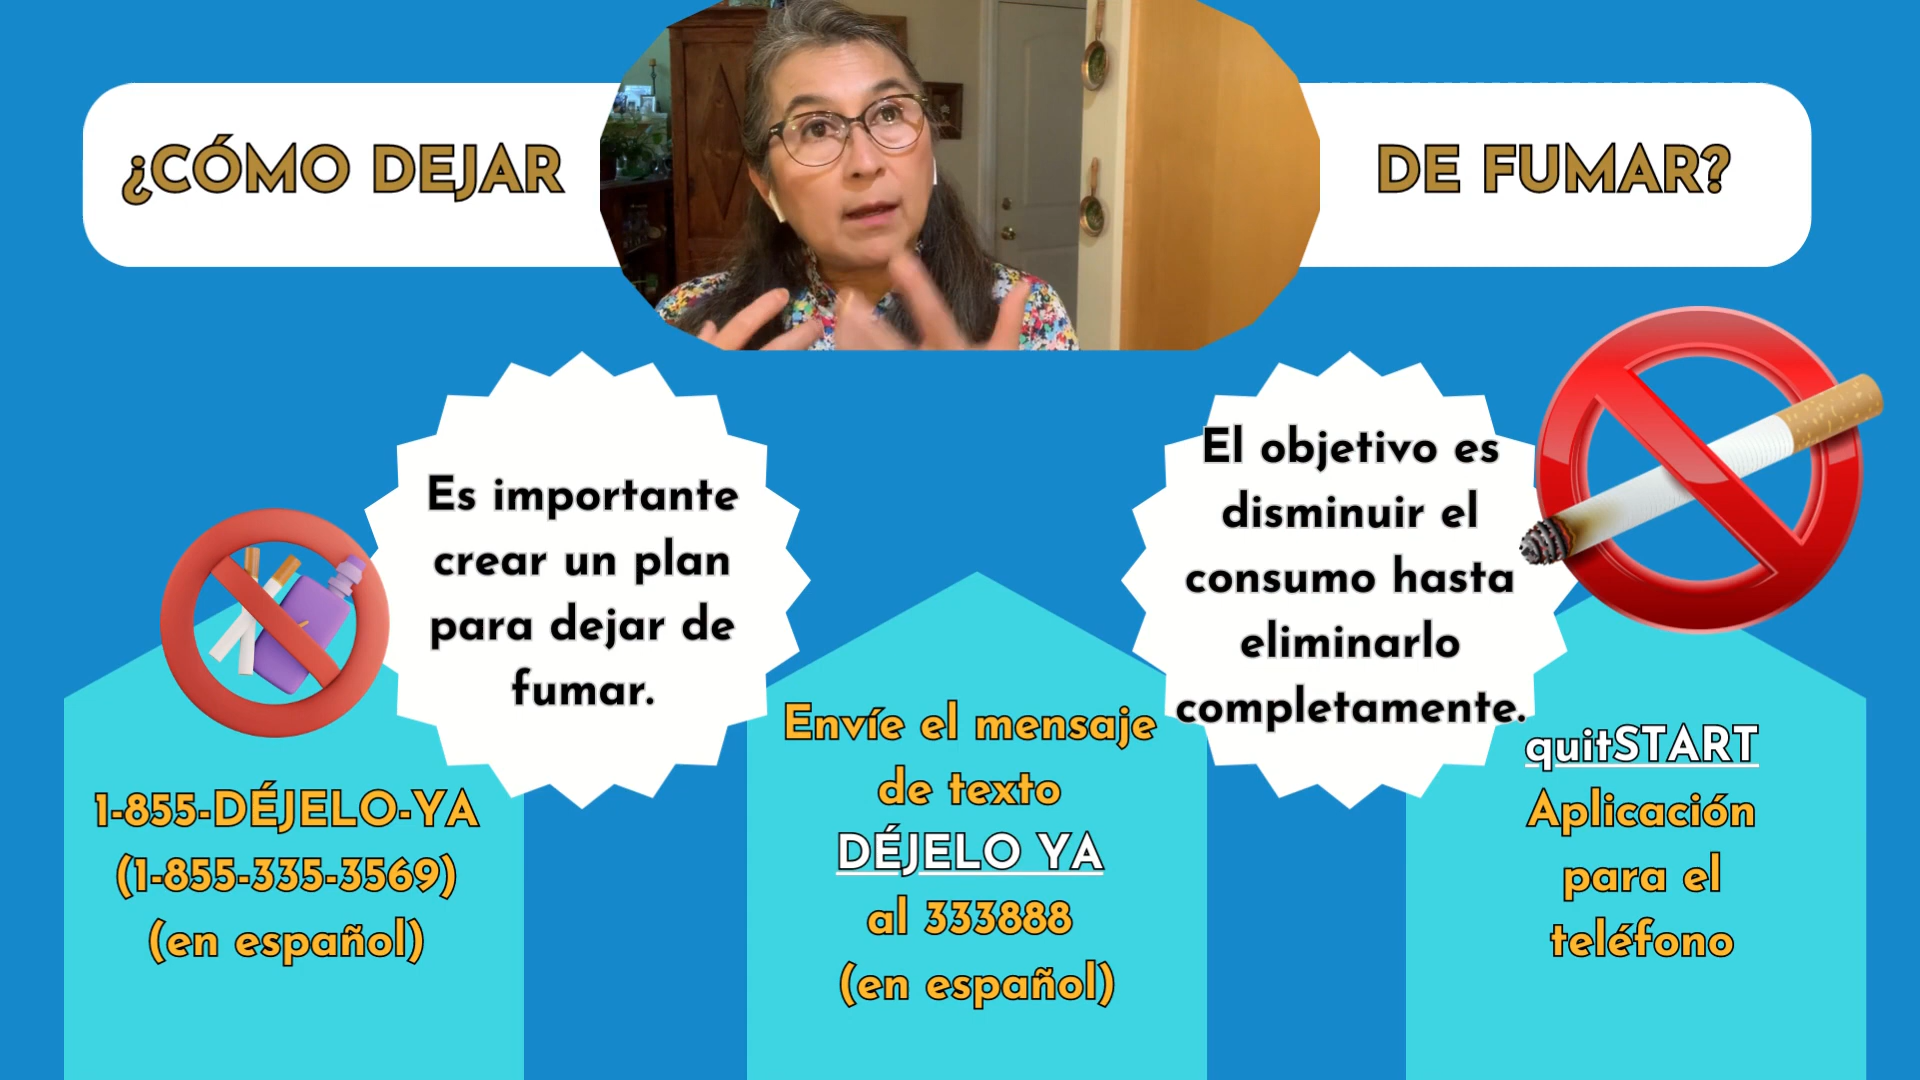 ¿CÓMO DEJAR DE FUMAR?
Es importante
crear un plan
para dejar de
fumar.
El objetivo es
disminuir el
consumo hasta
eliminarlo
completamente.
1-855-DÉJELO-YA
(1-855-335-3569)
(en español)
Envíe el mensaje
de texto
DÉJELO YA
al 333888
(en español)
quitSTART
Aplicación
para el
teléfono